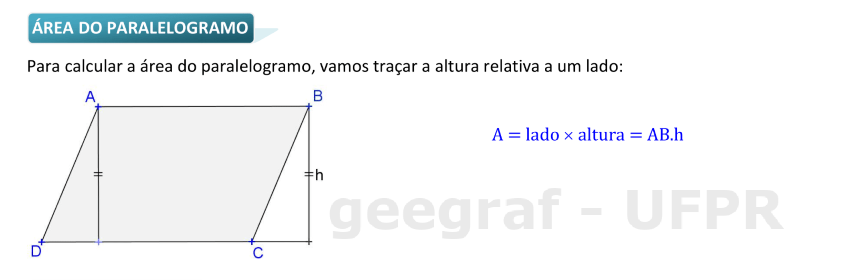 ÁREA DO PARALELOGRAMO
Para calcular a área do paralelogramo, vamos traçar a altura relativa a um lado:
A B
A = lado × altura = AB.h
h
geegraf - UFPR
D C